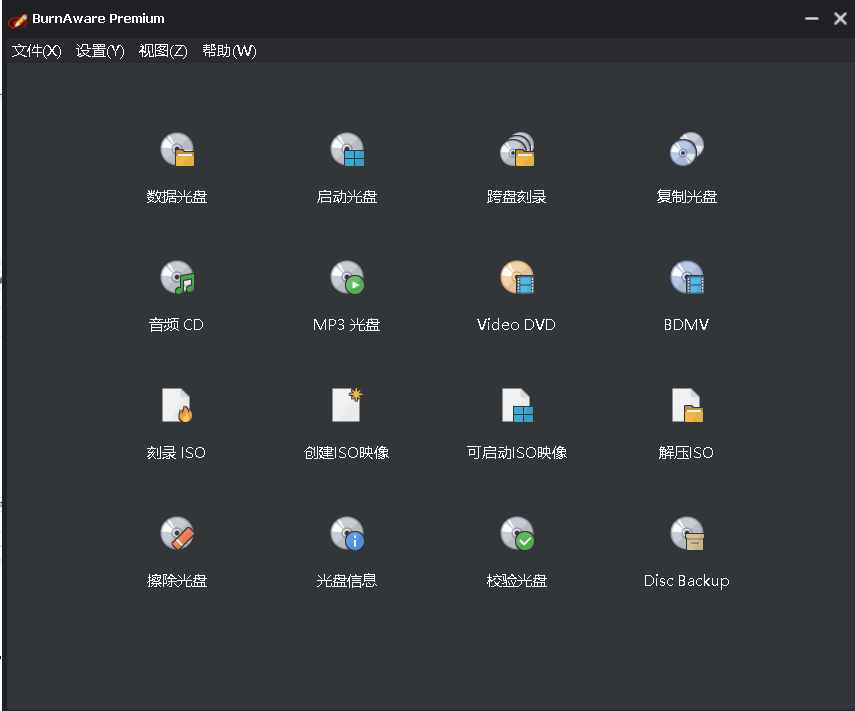 BurnAware Premium
文件(X) 设置(Y) 视图(Z) 帮助(W)
数据光盘 启动光盘 跨盘刻录 复制光盘
音频 CD MP3 光盘 Video DVD BDMV
刻录 ISO 创建ISO映像 可启动ISO映像 解压ISO
擦除光盘 光盘信息 校验光盘 Disc Backup